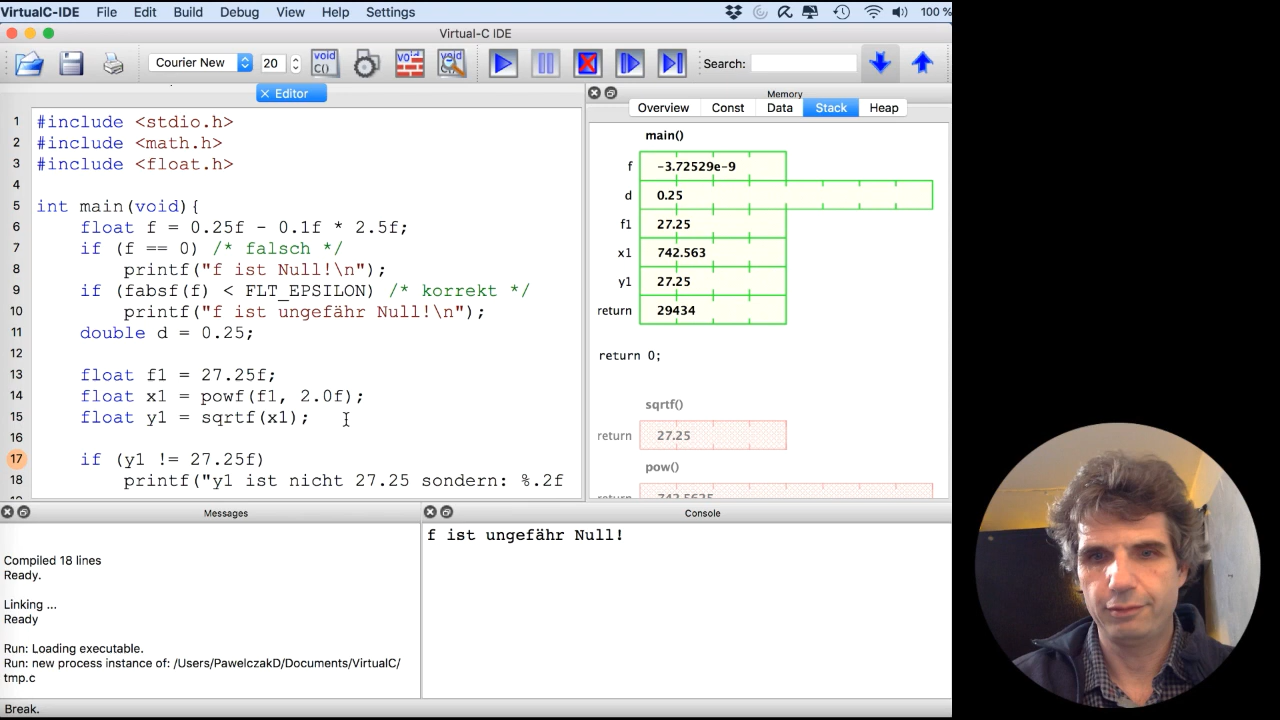 VirtualC-IDE File Edit Build Debug View Help Settings 100 %
Virtual-C IDE
Courier New 20 Search:
Editor
1 #include <stdio.h>
2 #include <math.h>
3 #include <float.h>
4
5 int main(void){
6 float f = 0.25f - 0.1f * 2.5f;
7 if (f == 0) /* falsch */
8 printf("f ist Null!\n");
9 if (fabsf(f) < FLT_EPSILON) /* korrekt */
10 printf("f ist ungefähr Null!\n");
11 double d = 0.25;
12
13 float f1 = 27.25f;
14 float x1 = powf(f1, 2.0f);
15 float y1 = sqrtf(x1);
16
17 if (y1 != 27.25f)
18 printf("y1 ist nicht 27.25 sondern: %.2f
Memory
Overview Const Data Stack Heap
main()
f -3.72529e-9
d 0.25
f1 27.25
x1 742.563
y1 27.25
return 29434
return 0;
sqrtf()
return 27.25
pow()
return 742.5625
Messages
Compiled 18 lines
Ready.
Linking ...
Ready
Run: Loading executable.
Run: new process instance of: /Users/PawelczakD/Documents/VirtualC/
tmp.c
Console
f ist ungefähr Null!
Break.